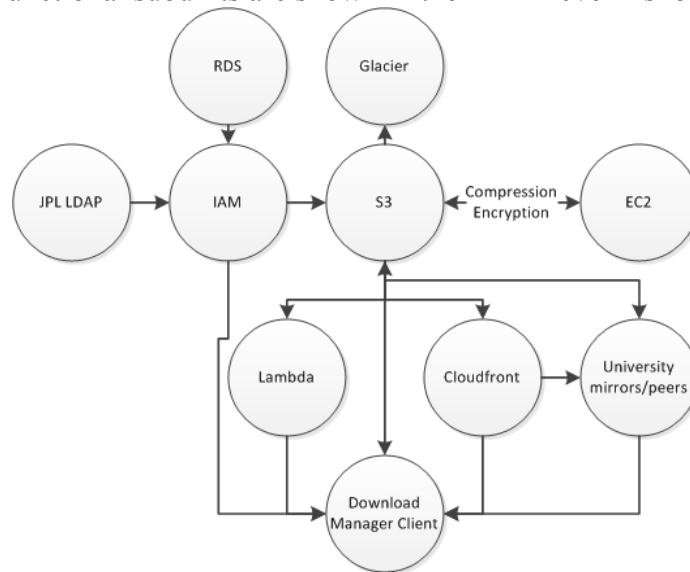 RDS
Glacier
JPL LDAP
IAM
S3
Compression
Encryption
EC2
Lambda
Cloudfront
University
mirrors/peers
Download
Manager Client